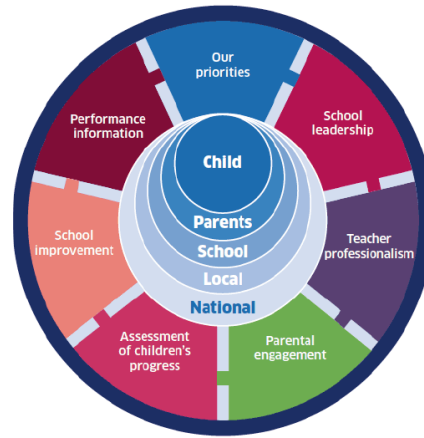 Our
priorities
School
leadership
Teacher
professionalism
Parental
engagement
Assessment
of children's
progress
School
improvement
Performance
information
Child
Parents
School
Local
National